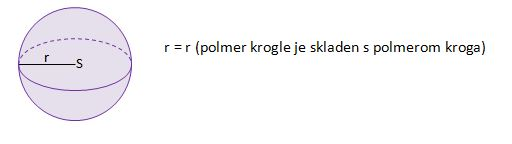 r = r (polmer krogle je skladen s polmerom kroga)
r
S